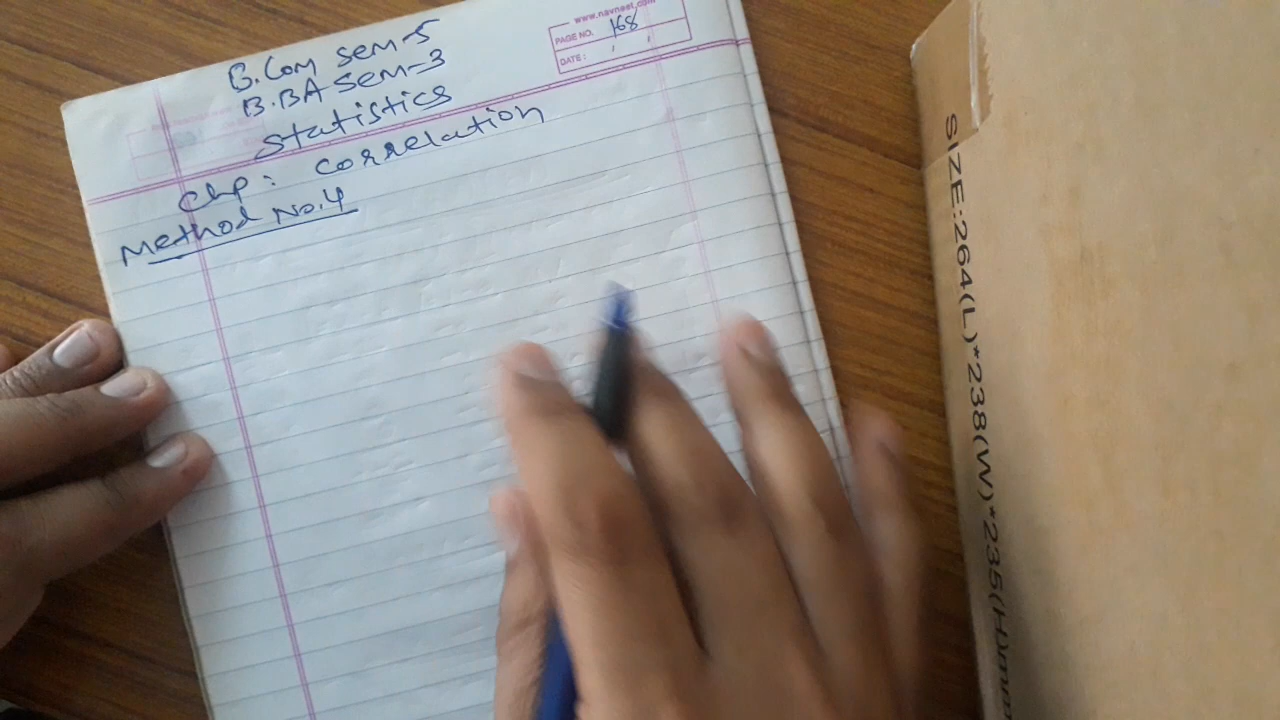 www.navneet.com
PAGE NO. 168
DATE: / /
B.Com sem-5
B.BA sem-3
Statistics
Chp: Correlation
Method No.4
SIZE:264(L)*238(W)*235(H)mm